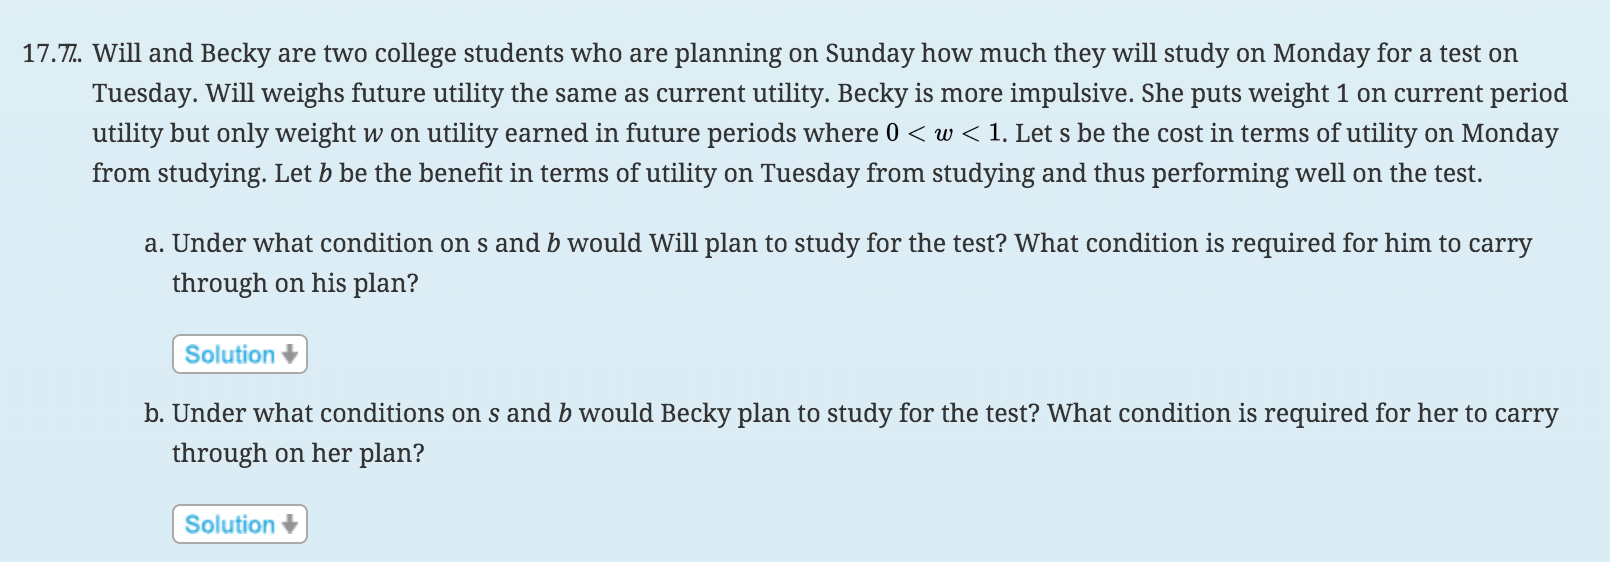 17.7. Will and Becky are two college students who are planning on Sunday how much they will study on Monday for a test on
Tuesday. Will weighs future utility the same as current utility. Becky is more impulsive. She puts weight 1 on current period
utility but only weight w on utility earned in future periods where 0 < w < 1. Let s be the cost in terms of utility on Monday
from studying. Let b be the benefit in terms of utility on Tuesday from studying and thus performing well on the test.
a. Under what condition on s and b would Will plan to study for the test? What condition is required for him to carry
through on his plan?
Solution
b. Under what conditions on s and b would Becky plan to study for the test? What condition is required for her to carry
through on her plan?
Solution